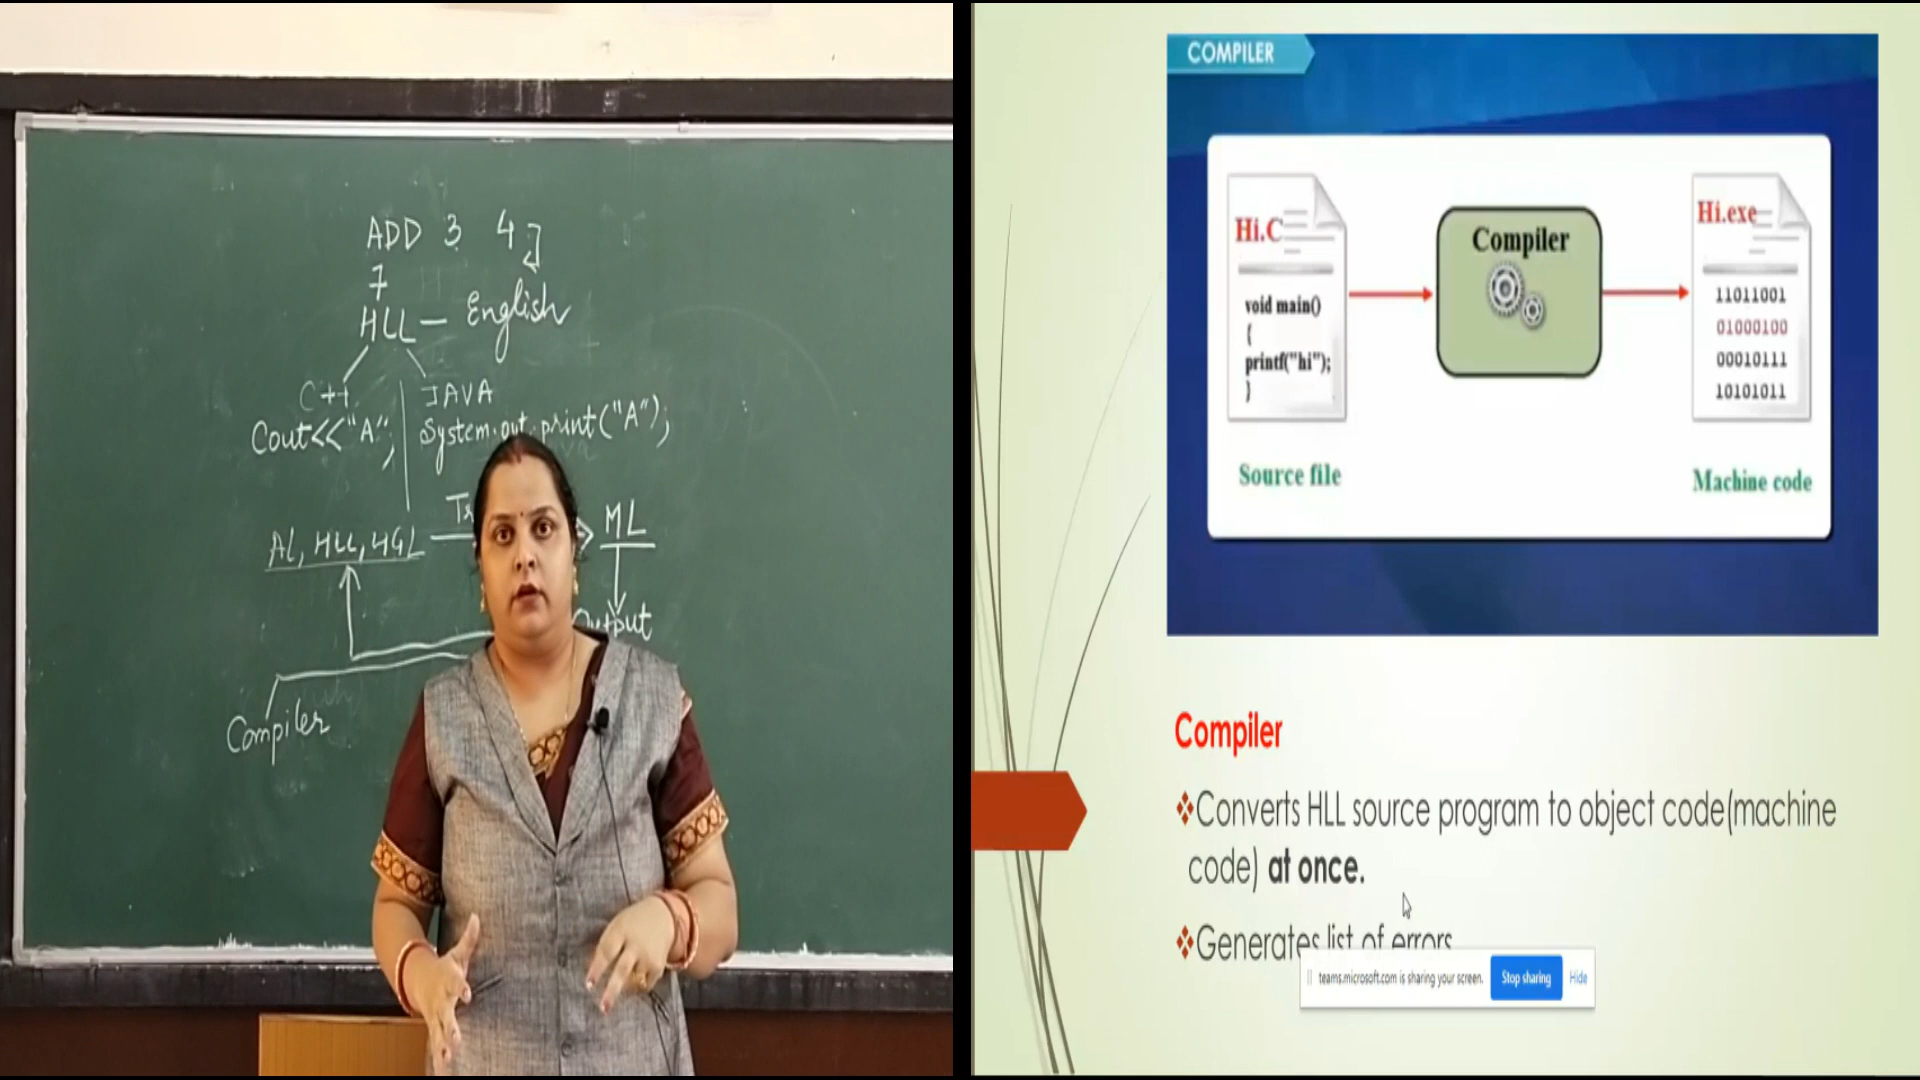 ADD 3 4
7
HLL - English
C++ JAVA
Cout<<"A"; System.out.print("A");
AL, HLL, 4GL ML
Output
Compiler
COMPILER
Hi.C
void main()
{
printf("hi");
}
Source file
Compiler
Hi.exe
11011001
01000100
00010111
10101011
Machine code
Compiler
❖Converts HLL source program to object code(machine
code) at once.
❖Generates list of errors
teams.microsoft.com is sharing your screen. Stop sharing Hide